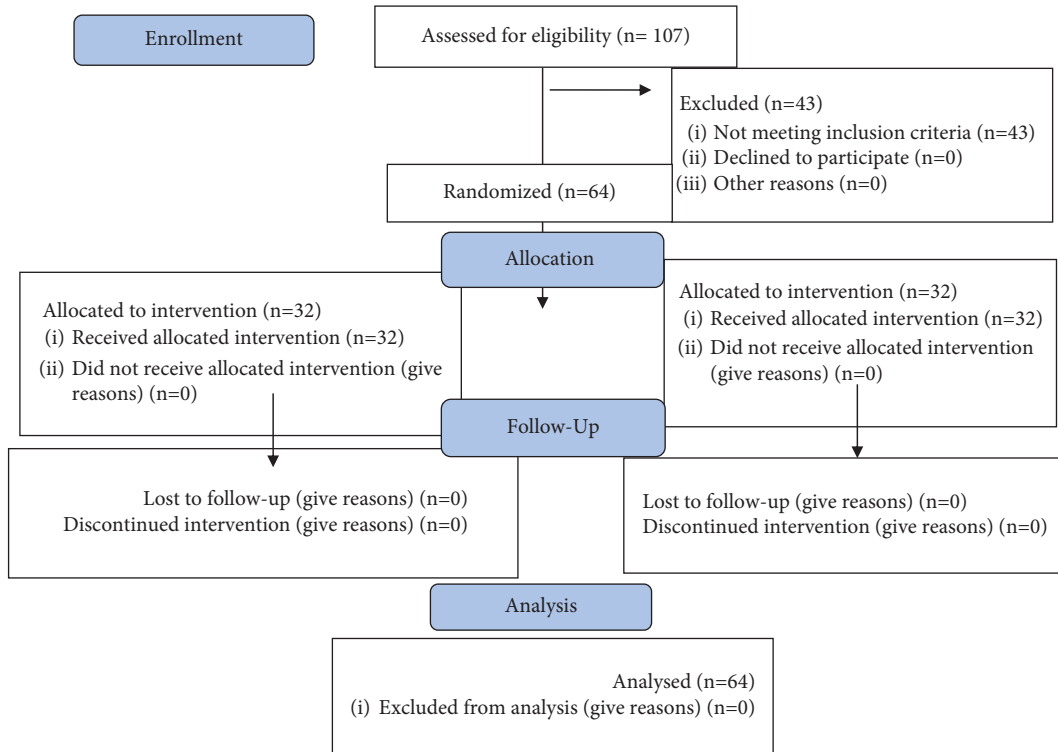 Enrollment
Assessed for eligibility (n= 107)
Excluded (n=43)
(i) Not meeting inclusion criteria (n=43)
(ii) Declined to participate (n=0)
(iii) Other reasons (n=0)
Randomized (n=64)
Allocation
Allocated to intervention (n=32)
(i) Received allocated intervention (n=32)
(ii) Did not receive allocated intervention (give
reasons) (n=0)
Allocated to intervention (n=32)
(i) Received allocated intervention (n=32)
(ii) Did not receive allocated intervention
(give reasons) (n=0)
Follow-Up
Lost to follow-up (give reasons) (n=0)
Discontinued intervention (give reasons) (n=0)
Lost to follow-up (give reasons) (n=0)
Discontinued intervention (give reasons) (n=0)
Analysis
Analysed (n=64)
(i) Excluded from analysis (give reasons) (n=0)